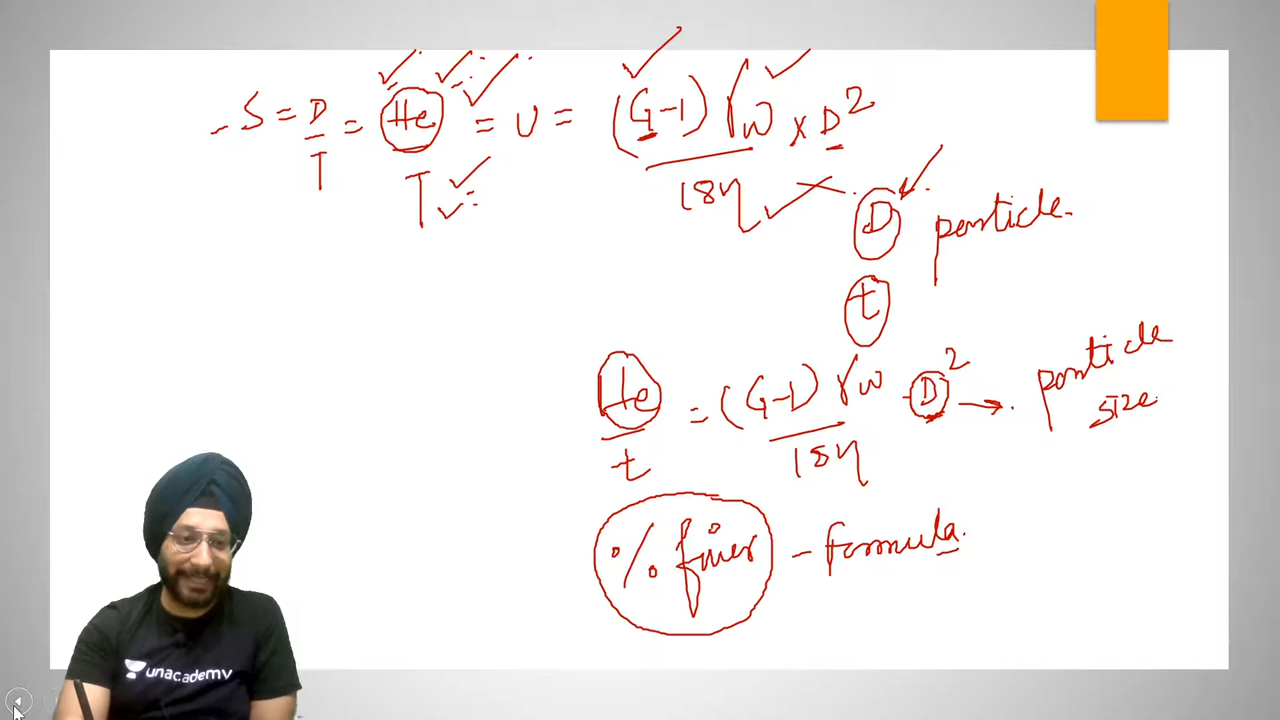 S = D/T = He/T = U = (G-1) γw/18η × D²
D particle.
t
He/t = (G-1) γw/18η D² → particle size
% finer - formula.
unacademy